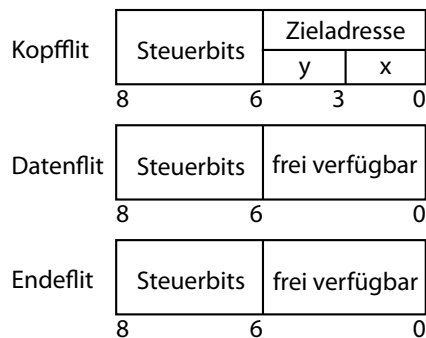 Kopfflit
Steuerbits
Zieladresse
y x
8 6 3 0
Datenflit
Steuerbits
frei verfügbar
8 6 0
Endeflit
Steuerbits
frei verfügbar
8 6 0